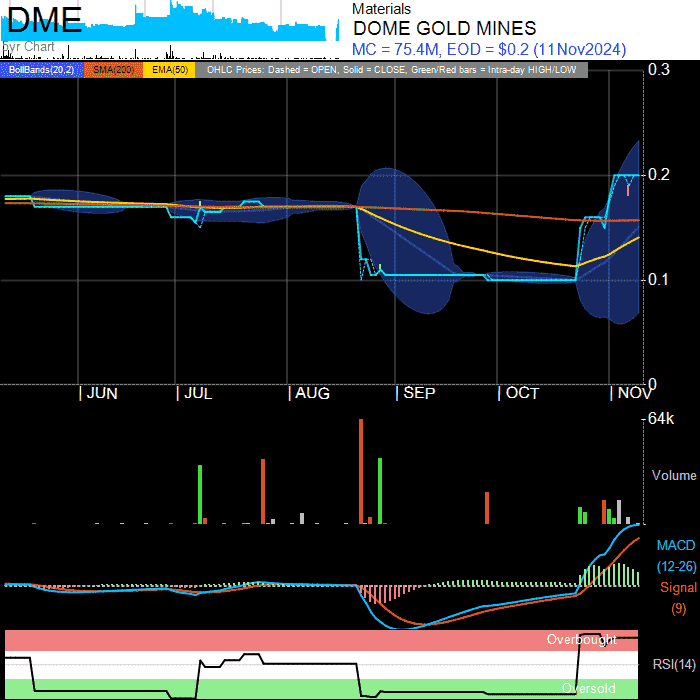 DME
Materials
DOME GOLD MINES
MC = 75.4M, EOD = $0.2 (11Nov2024)
5yr Chart
BollBands(20,2) SMA(200) EMA(50) OHLC Prices: Dashed = OPEN, Solid = CLOSE, Green/Red bars = Intra-day HIGH/LOW
0.3
0.2
0.1
0
| JUN | JUL | AUG | SEP | OCT | NOV
64k
Volume
MACD
(12-26)
Signal
(9)
Overbought
RSI(14)
Oversold